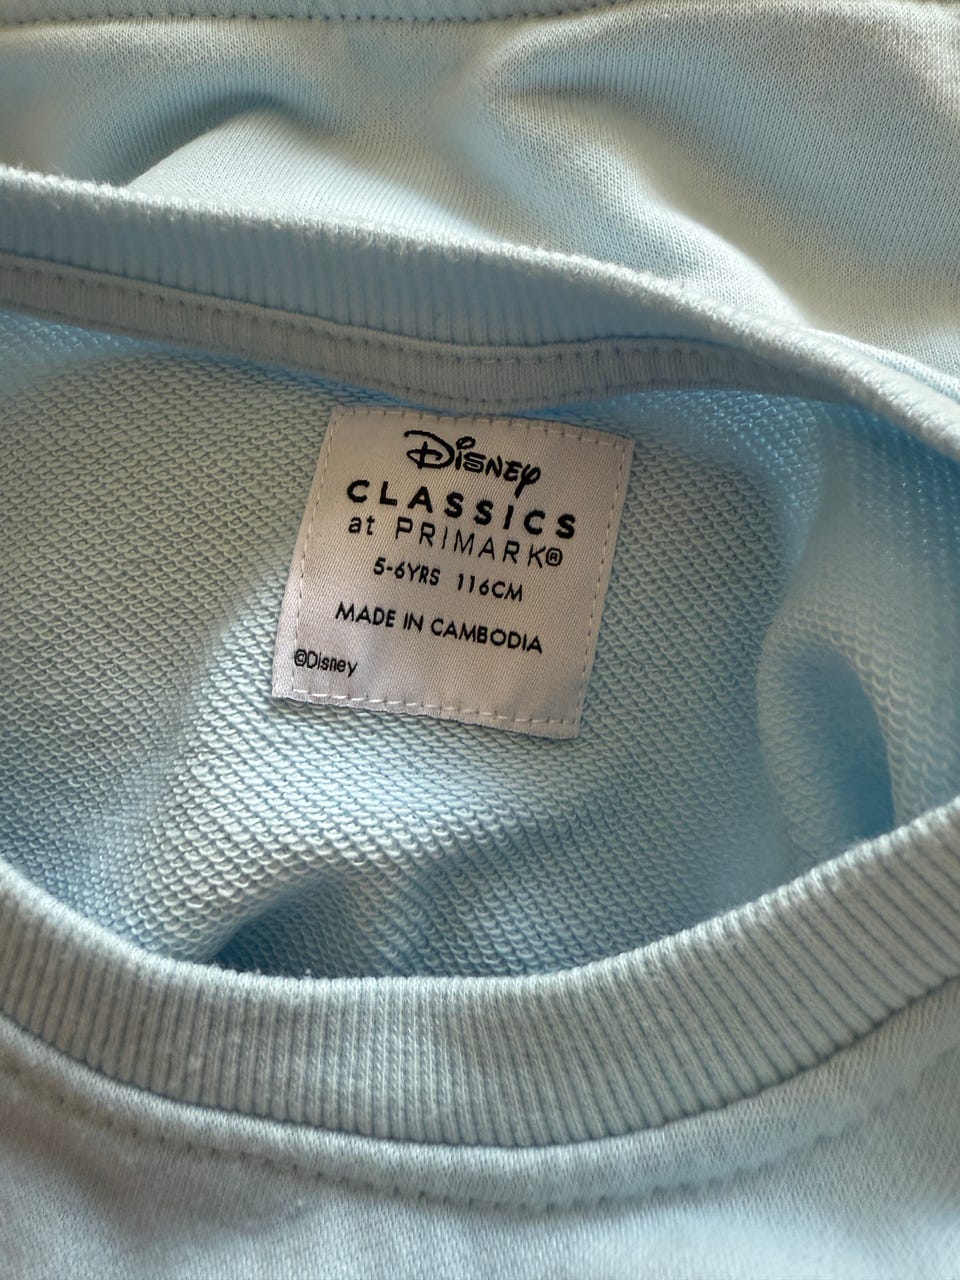 Disney
CLASSICS
at PRIMARK®
5-6YRS 116CM
MADE IN CAMBODIA
©Disney